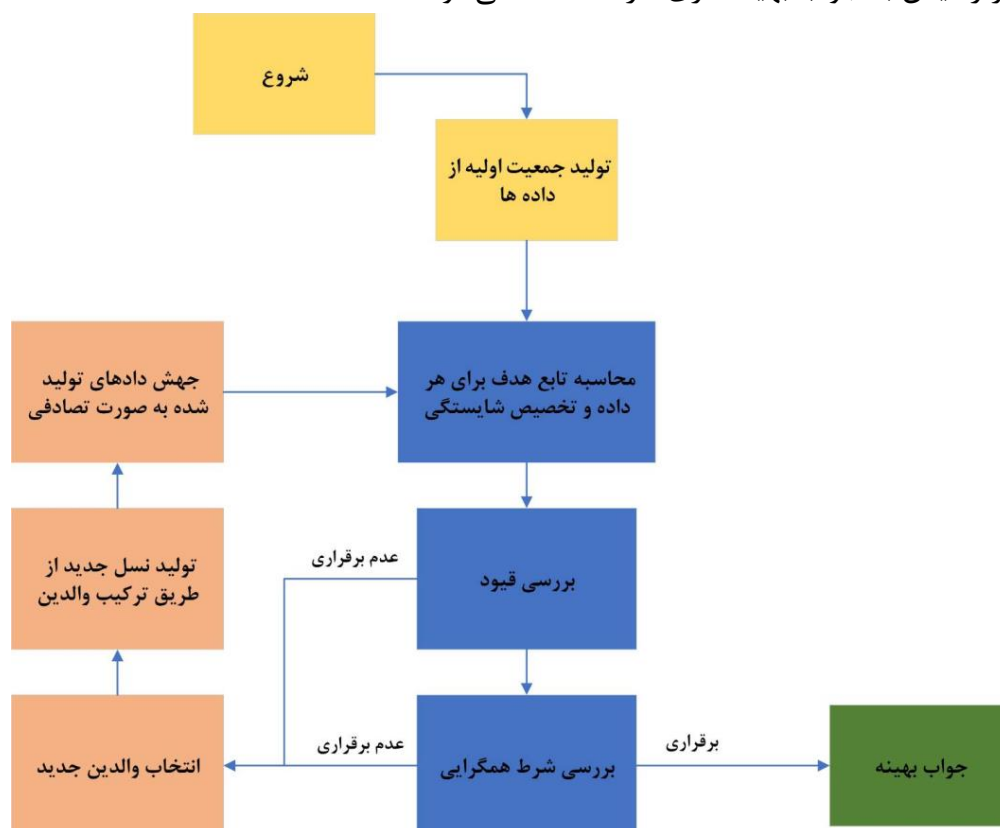 شروع
تولید جمعیت اولیه از
داده ها
محاسبه تابع هدف برای هر
داده و تخصیص شایستگی
جهش دادهای تولید
شده به صورت تصادفی
بررسی قیود
عدم برقراری
تولید نسل جدید از
طریق ترکیب والدین
بررسی شرط همگرایی
برقراری
عدم برقراری
جواب بهینه
انتخاب والدین جدید